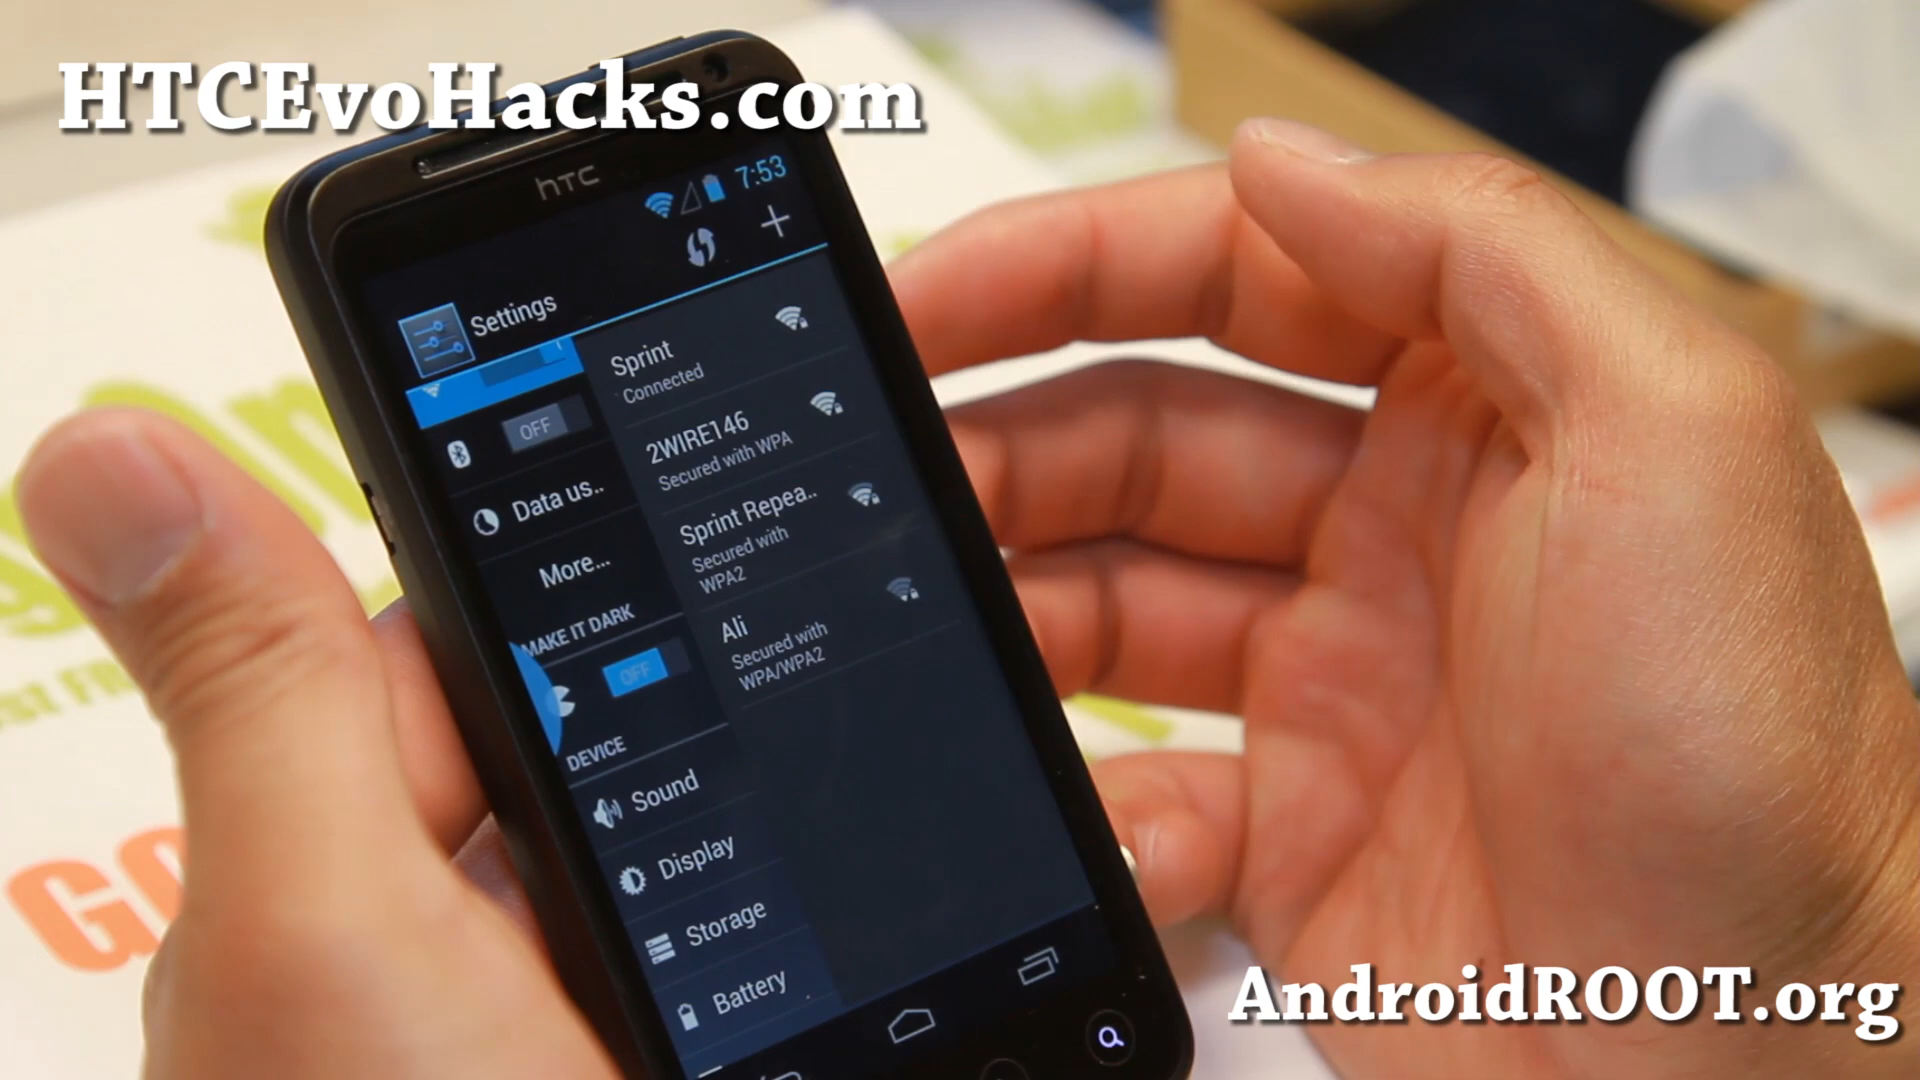 HTCEvoHacks.com
hTC
7:53
Settings
Sprint
Connected
2WIRE146
Secured with WPA
Sprint Repea..
Secured with
WPA2
Ali
Secured with
WPA/WPA2
OFF
Data us..
More...
MAKE IT DARK
OFF
DEVICE
Sound
Display
Storage
Battery
AndroidROOT.org